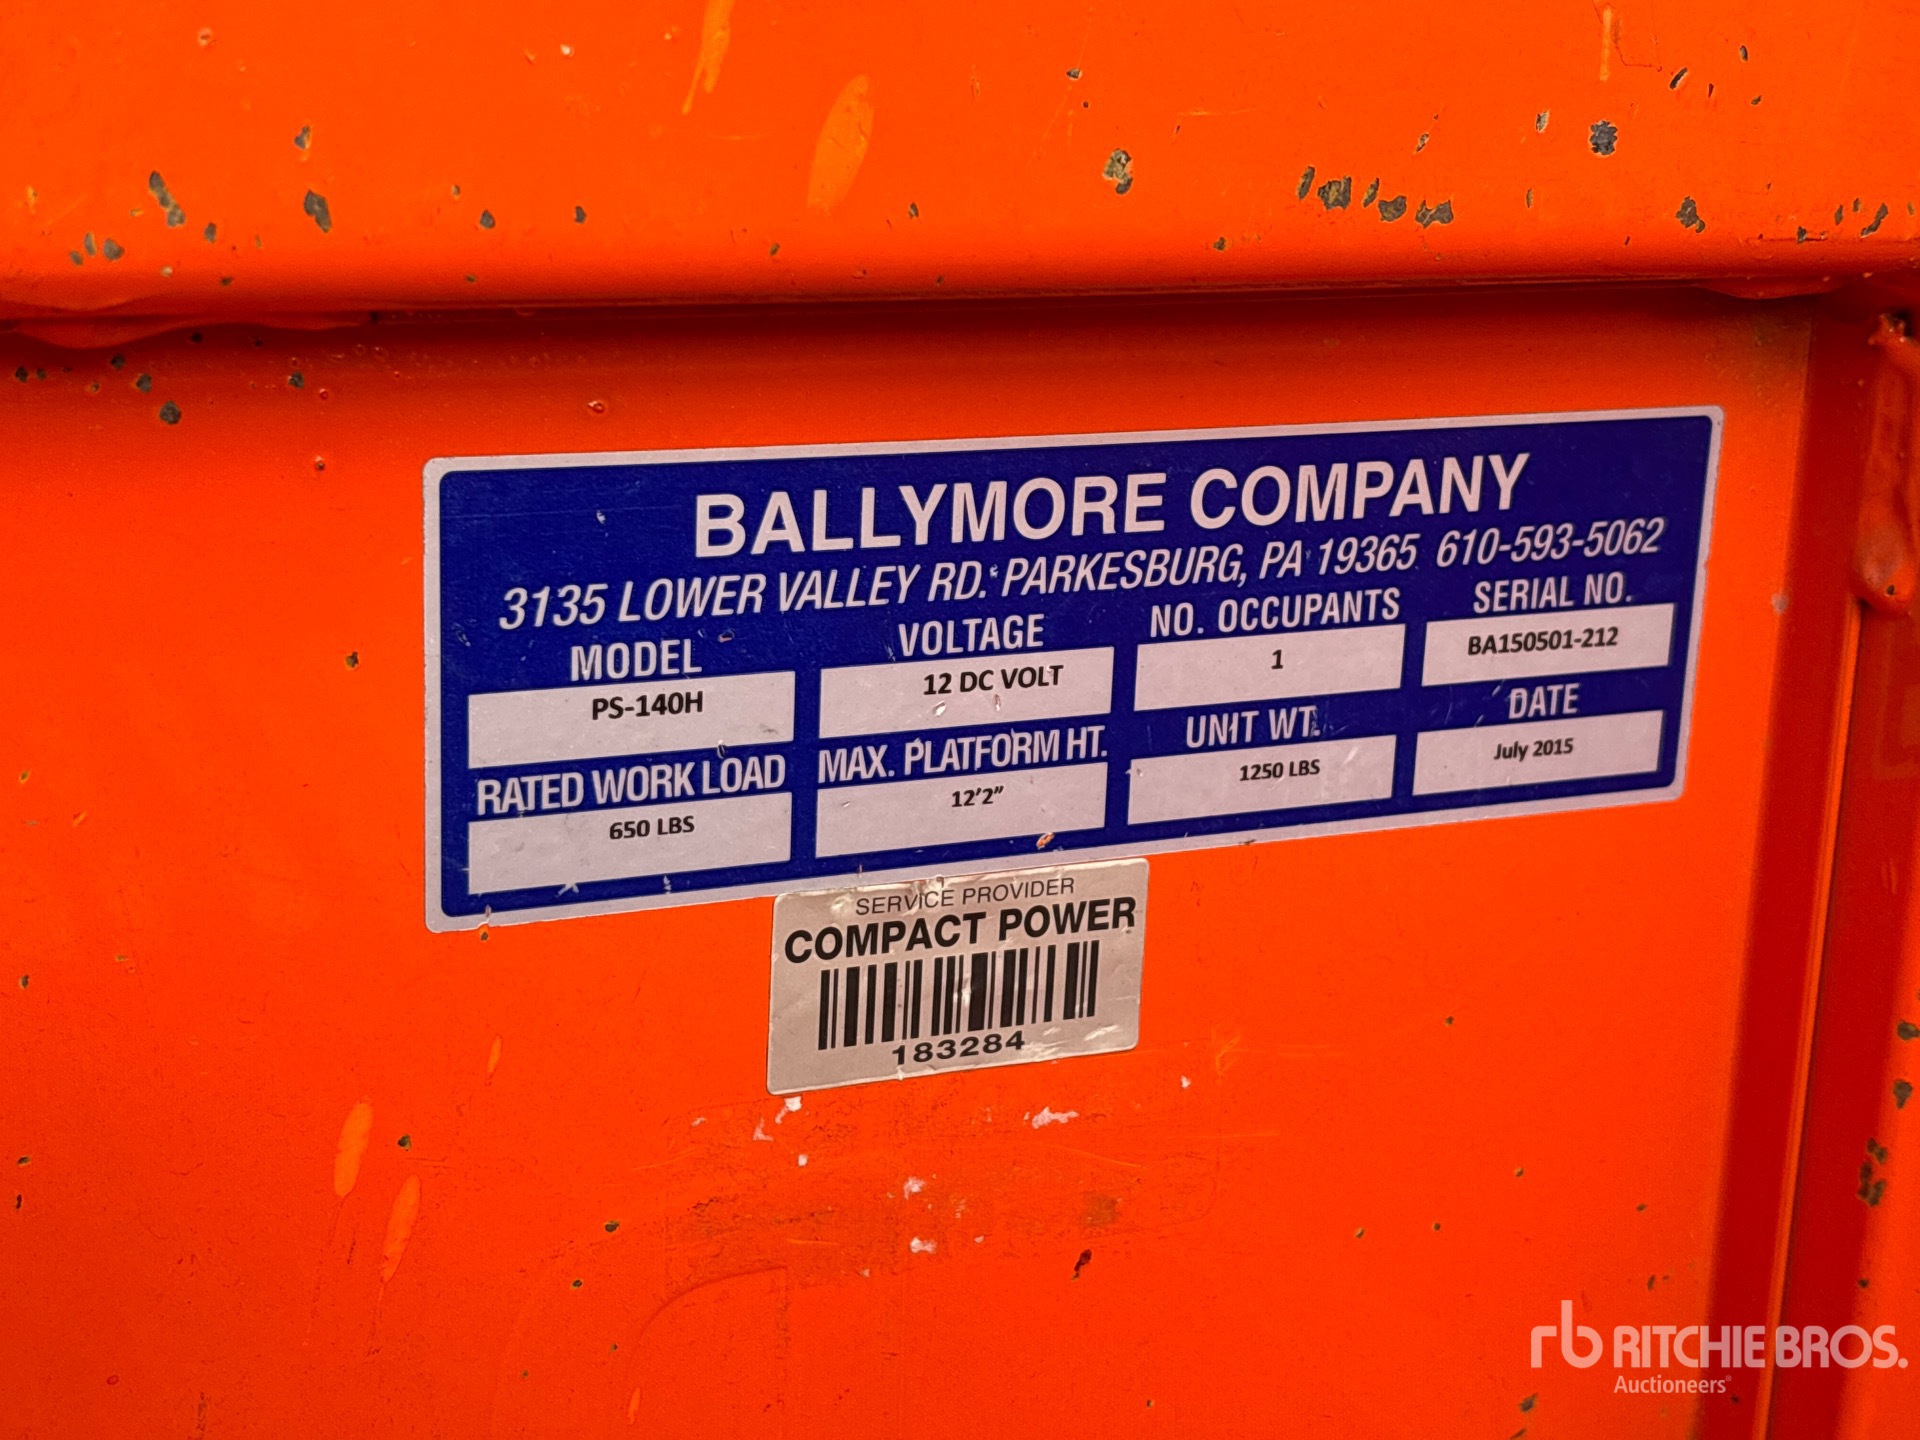 BALLYMORE COMPANY
3135 LOWER VALLEY RD. PARKESBURG, PA 19365 610-593-5062
MODEL VOLTAGE NO. OCCUPANTS SERIAL NO.
PS-140H 12 DC VOLT 1 BA150501-212
RATED WORK LOAD MAX. PLATFORM HT. UNIT WT. DATE
650 LBS 12'2" 1250 LBS July 2015
SERVICE PROVIDER
COMPACT POWER
183284
rb RITCHIE BROS.
Auctioneers